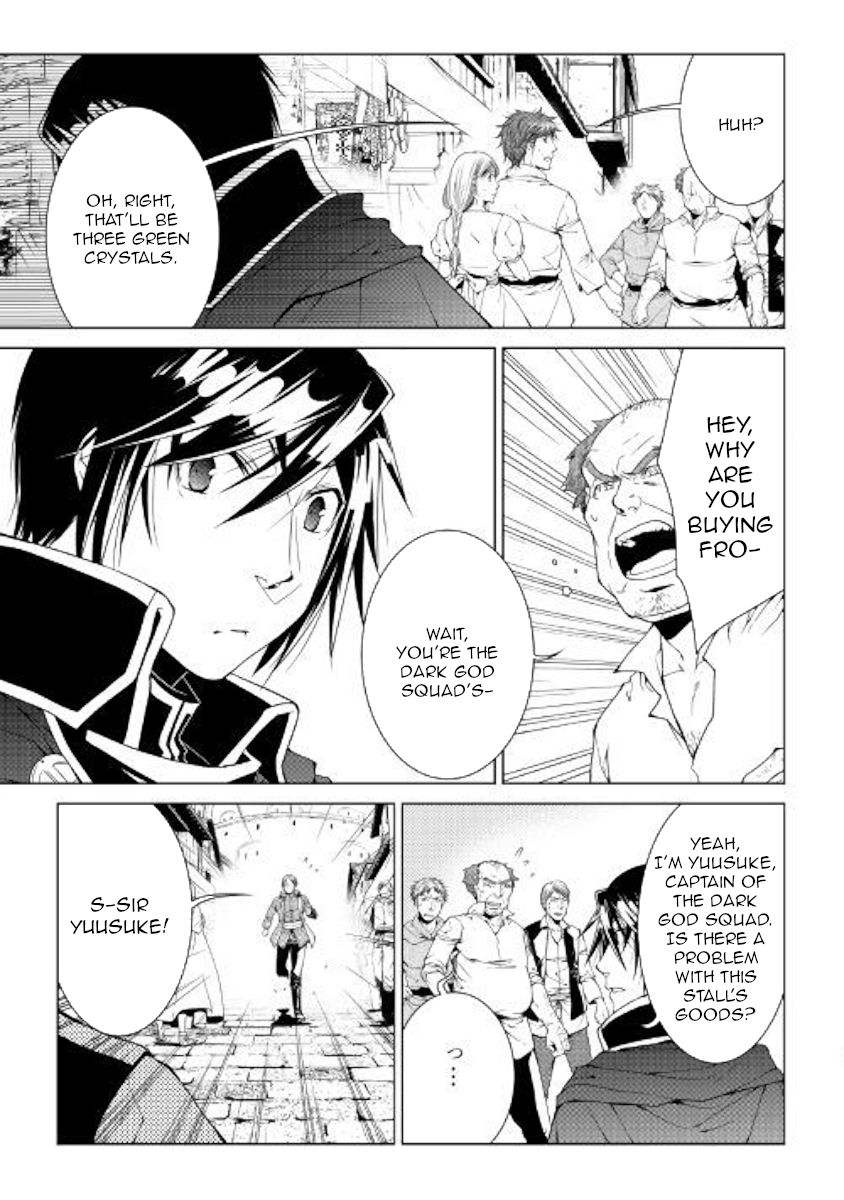 HUH?
OH, RIGHT,
THAT'LL BE
THREE GREEN
CRYSTALS.
HEY,
WHY
ARE
YOU
BUYING
FRO-
WAIT,
YOU'RE THE
DARK GOD
SQUAD'S-
YEAH,
I'M YUUSUKE,
CAPTAIN OF
THE DARK
GOD SQUAD.
IS THERE A
PROBLEM
WITH THIS
STALL'S
GOODS?
っ…
S-SIR
YUUSUKE!